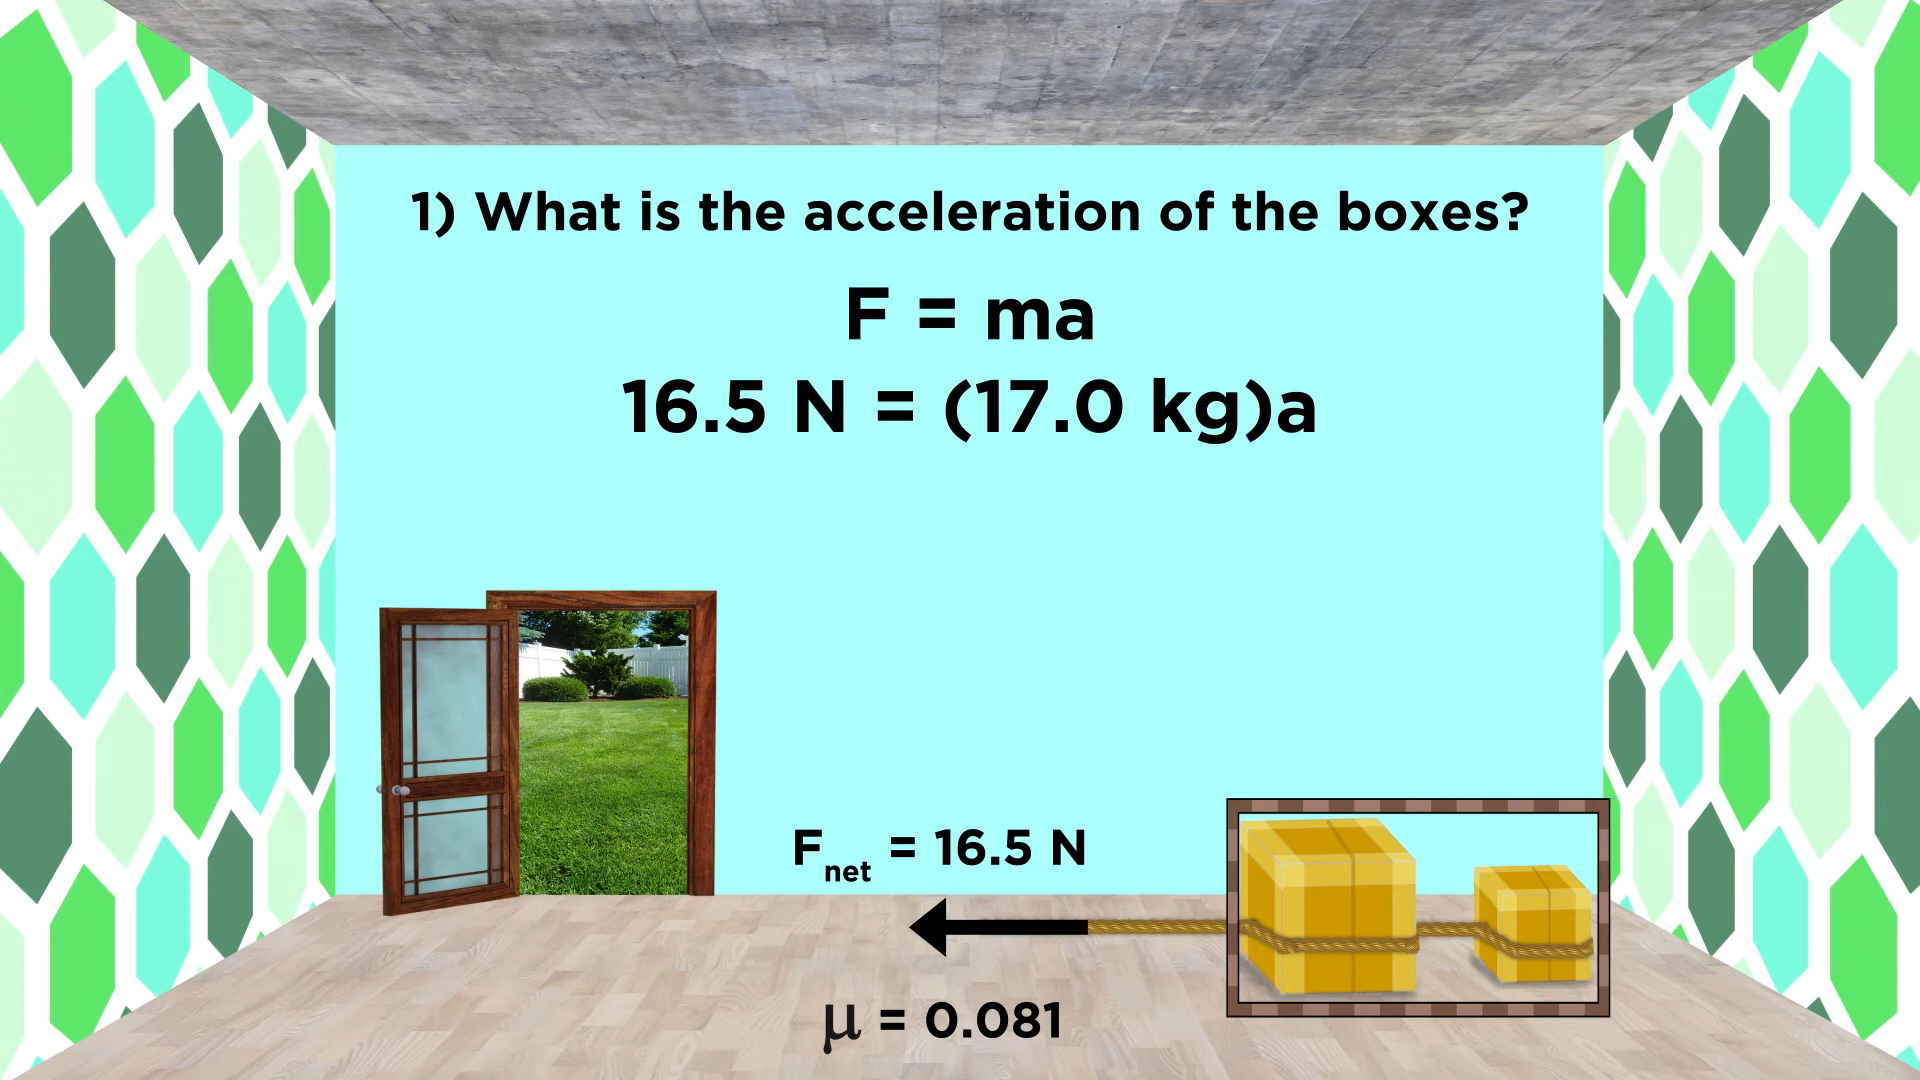 1) What is the acceleration of the boxes?
F = ma
16.5 N = (17.0 kg)a
Fnet = 16.5 N
μ = 0.081